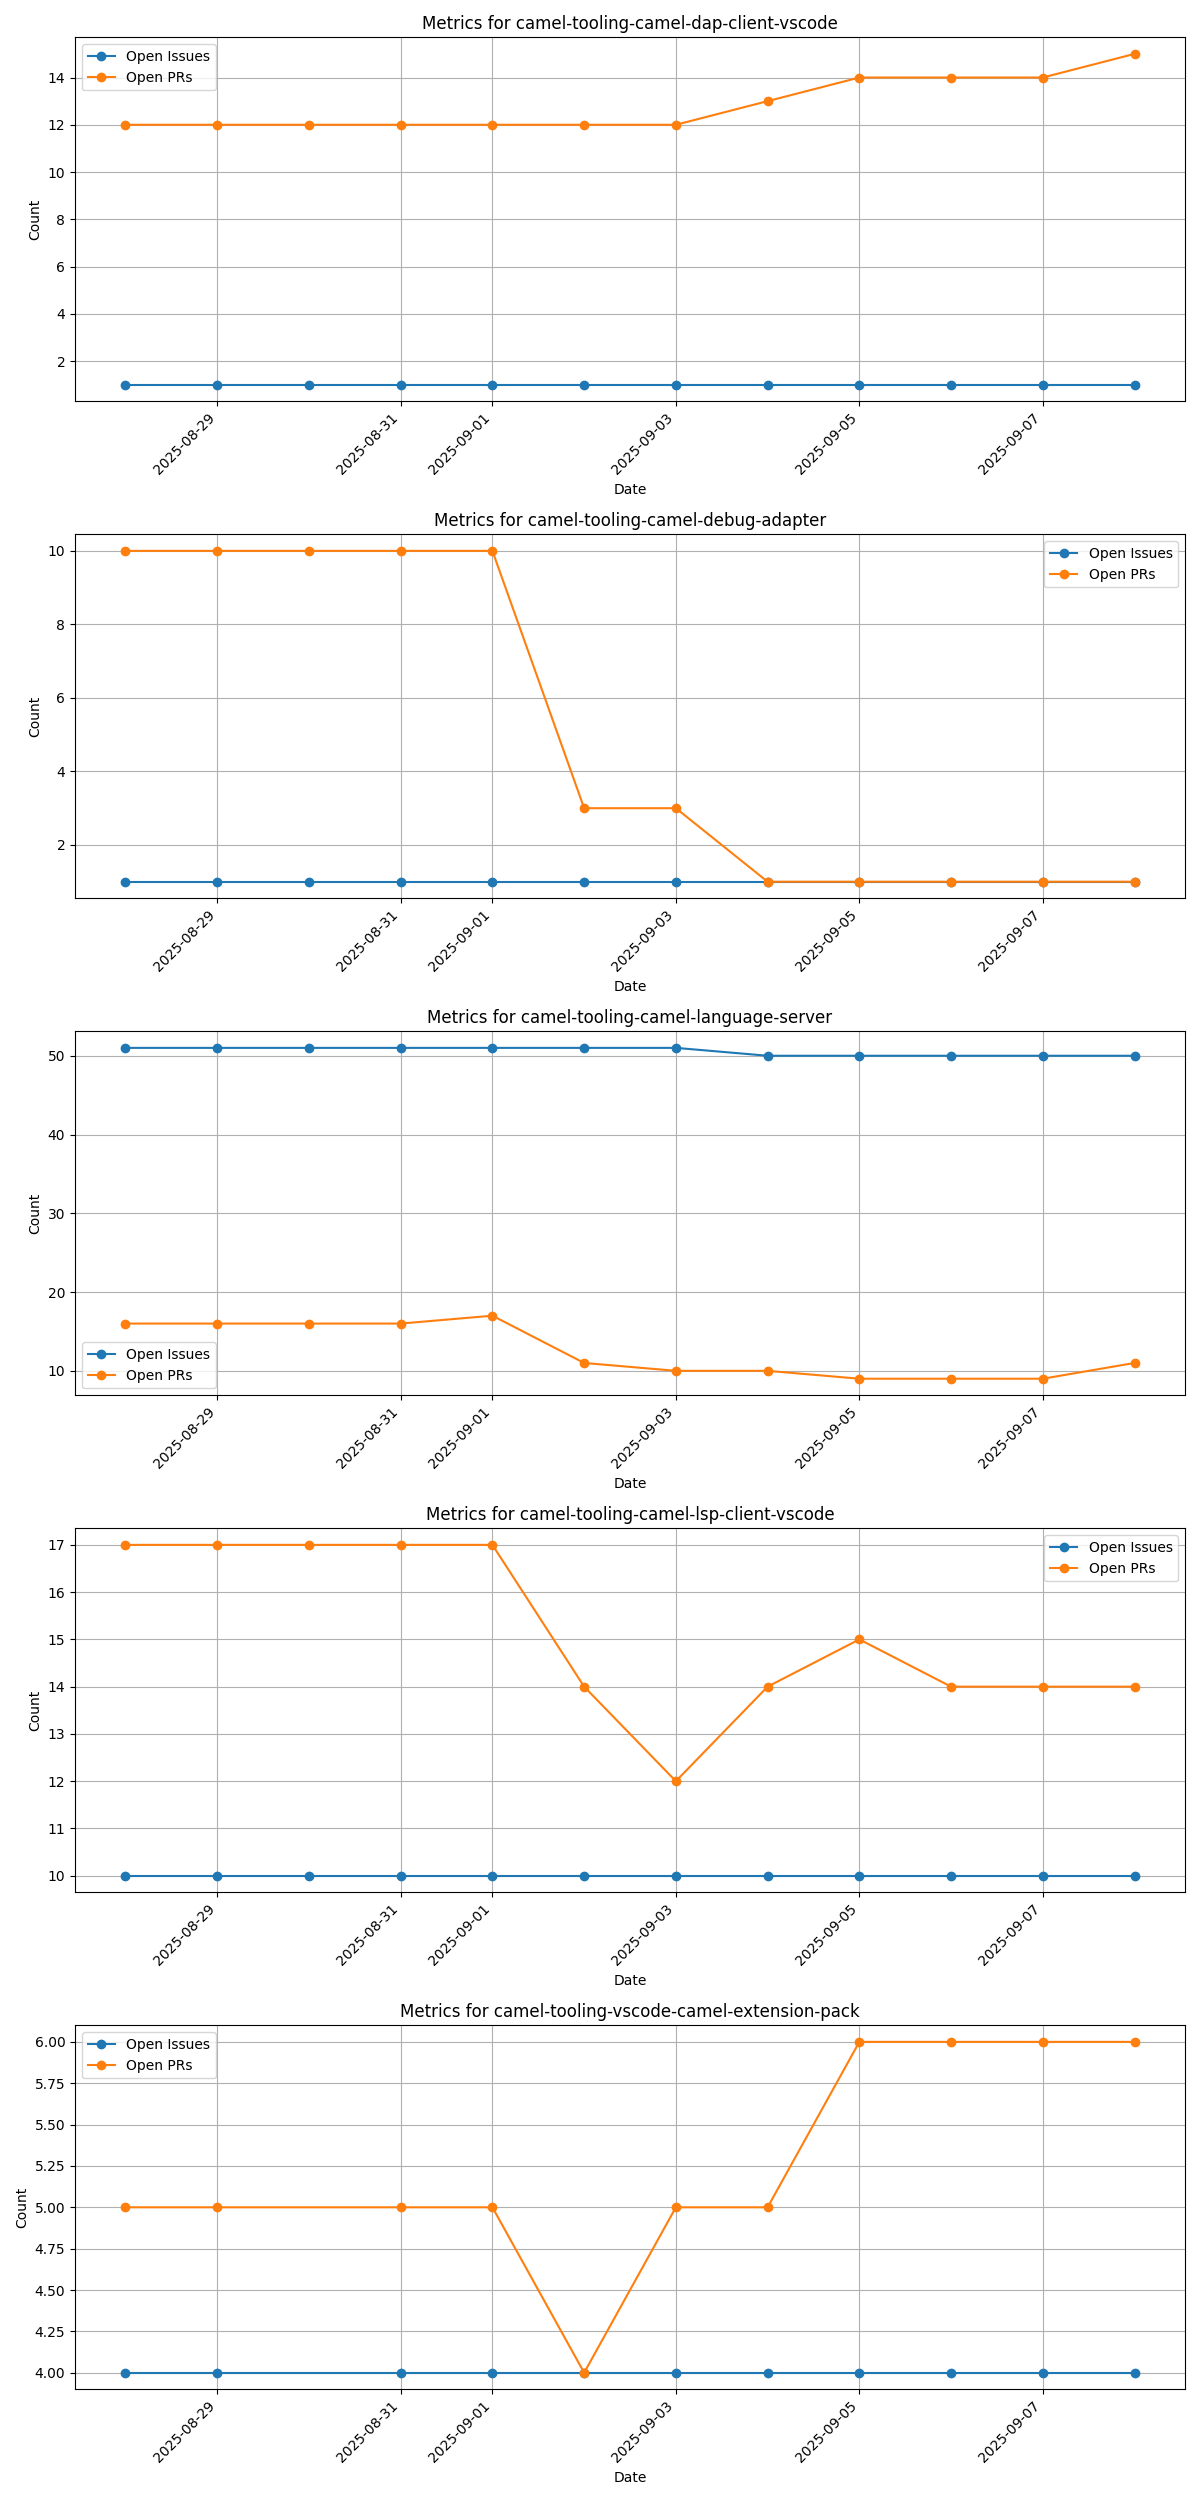 Metrics for camel-tooling-camel-dap-client-vscode
Open Issues
Open PRs
14
12
10
8
6
4
2
Count
2025-08-29
2025-08-31
2025-09-01
2025-09-03
2025-09-05
2025-09-07
Date
Metrics for camel-tooling-camel-debug-adapter
Open Issues
Open PRs
10
8
6
4
2
Count
2025-08-29
2025-08-31
2025-09-01
2025-09-03
2025-09-05
2025-09-07
Date
Metrics for camel-tooling-camel-language-server
50
40
30
20
10
Count
Open Issues
Open PRs
2025-08-29
2025-08-31
2025-09-01
2025-09-03
2025-09-05
2025-09-07
Date
Metrics for camel-tooling-camel-lsp-client-vscode
Open Issues
Open PRs
17
16
15
14
13
12
11
10
Count
2025-08-29
2025-08-31
2025-09-01
2025-09-03
2025-09-05
2025-09-07
Date
Metrics for camel-tooling-vscode-camel-extension-pack
Open Issues
Open PRs
6.00
5.75
5.50
5.25
5.00
4.75
4.50
4.25
4.00
Count
2025-08-29
2025-08-31
2025-09-01
2025-09-03
2025-09-05
2025-09-07
Date